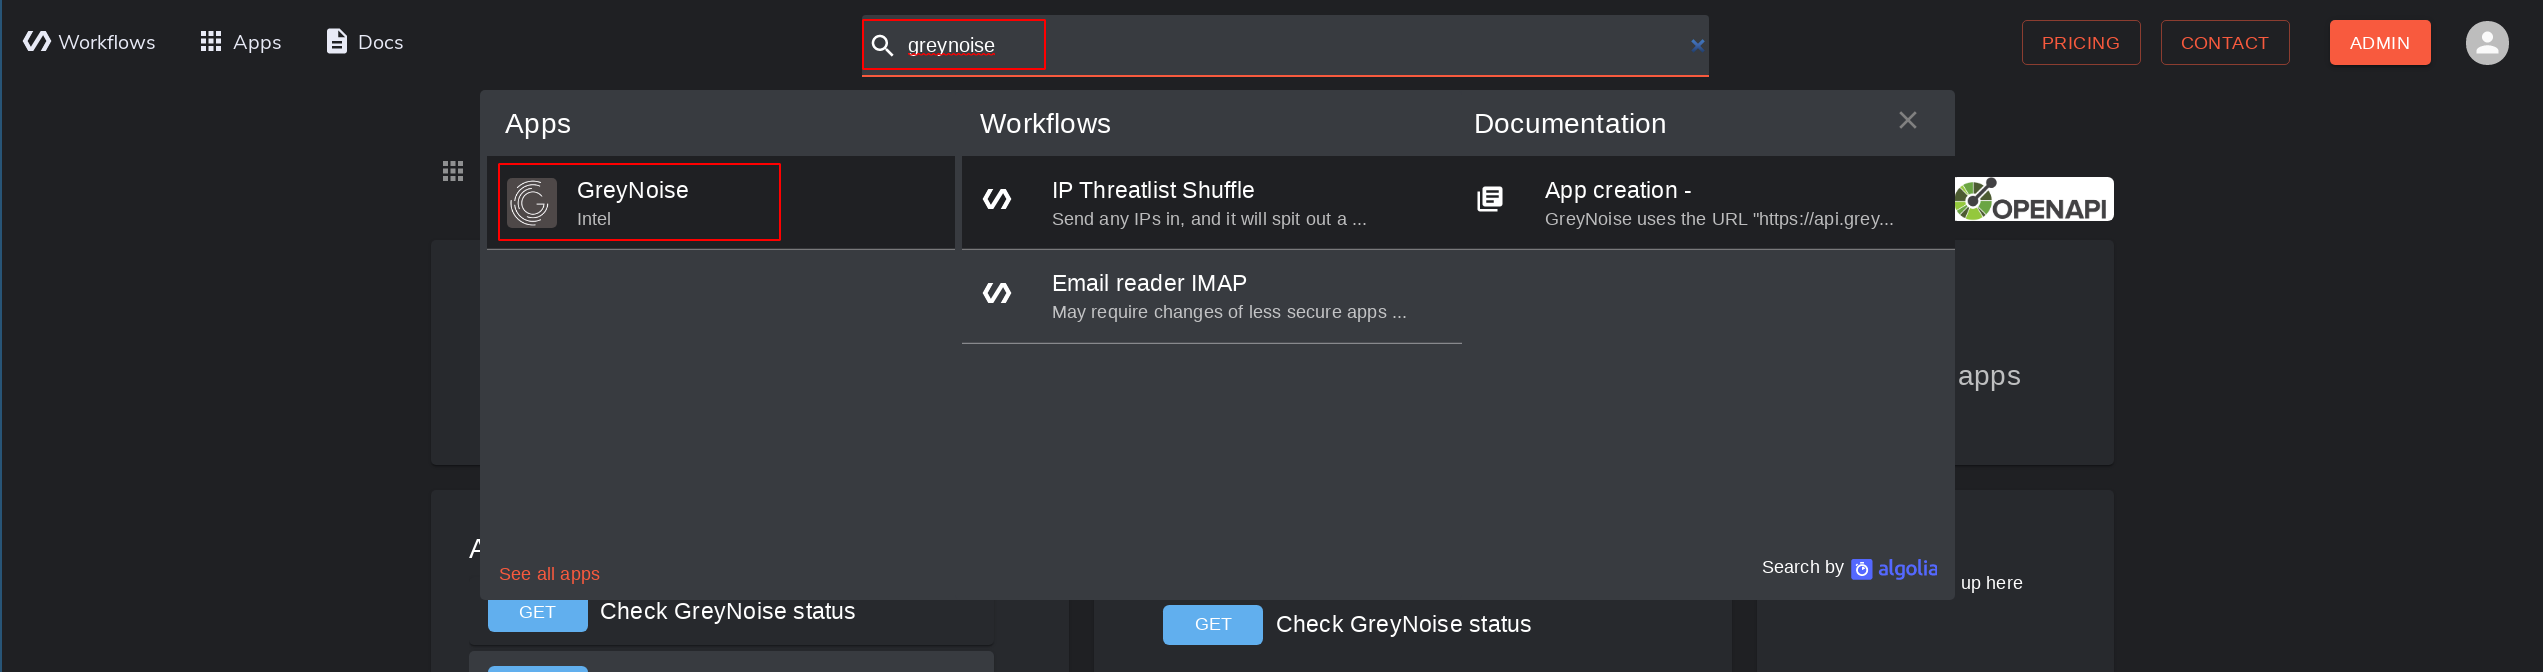 Workflows
Apps
Docs
greynoise
PRICING
CONTACT
ADMIN
Apps
Workflows
Documentation
GreyNoise
Intel
IP Threatlist Shuffle
Send any IPs in, and it will spit out a ...
App creation -
GreyNoise uses the URL "https://api.grey...
OPENAPI
Email reader IMAP
May require changes of less secure apps ...
apps
See all apps
Search by algolia
up here
GET
Check GreyNoise status
GET
Check GreyNoise status